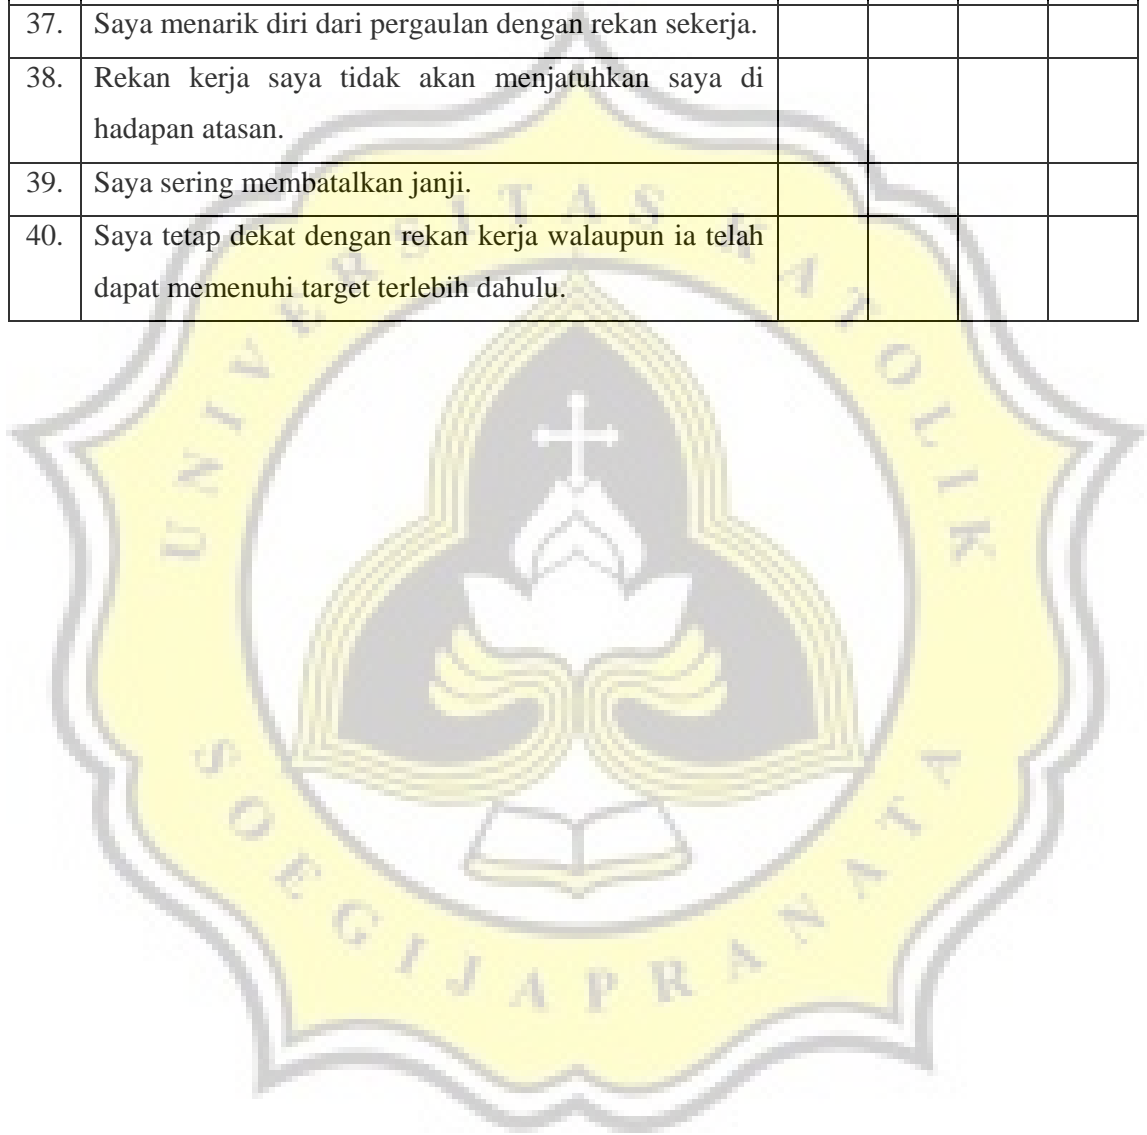 37. Saya menarik diri dari pergaulan dengan rekan sekerja.
38. Rekan kerja saya tidak akan menjatuhkan saya di
hadapan atasan.
39. Saya sering membatalkan janji.
40. Saya tetap dekat dengan rekan kerja walaupun ia telah
dapat memenuhi target terlebih dahulu.
UNIVERSITAS KATOLIK
SOEGIJAPRANATA